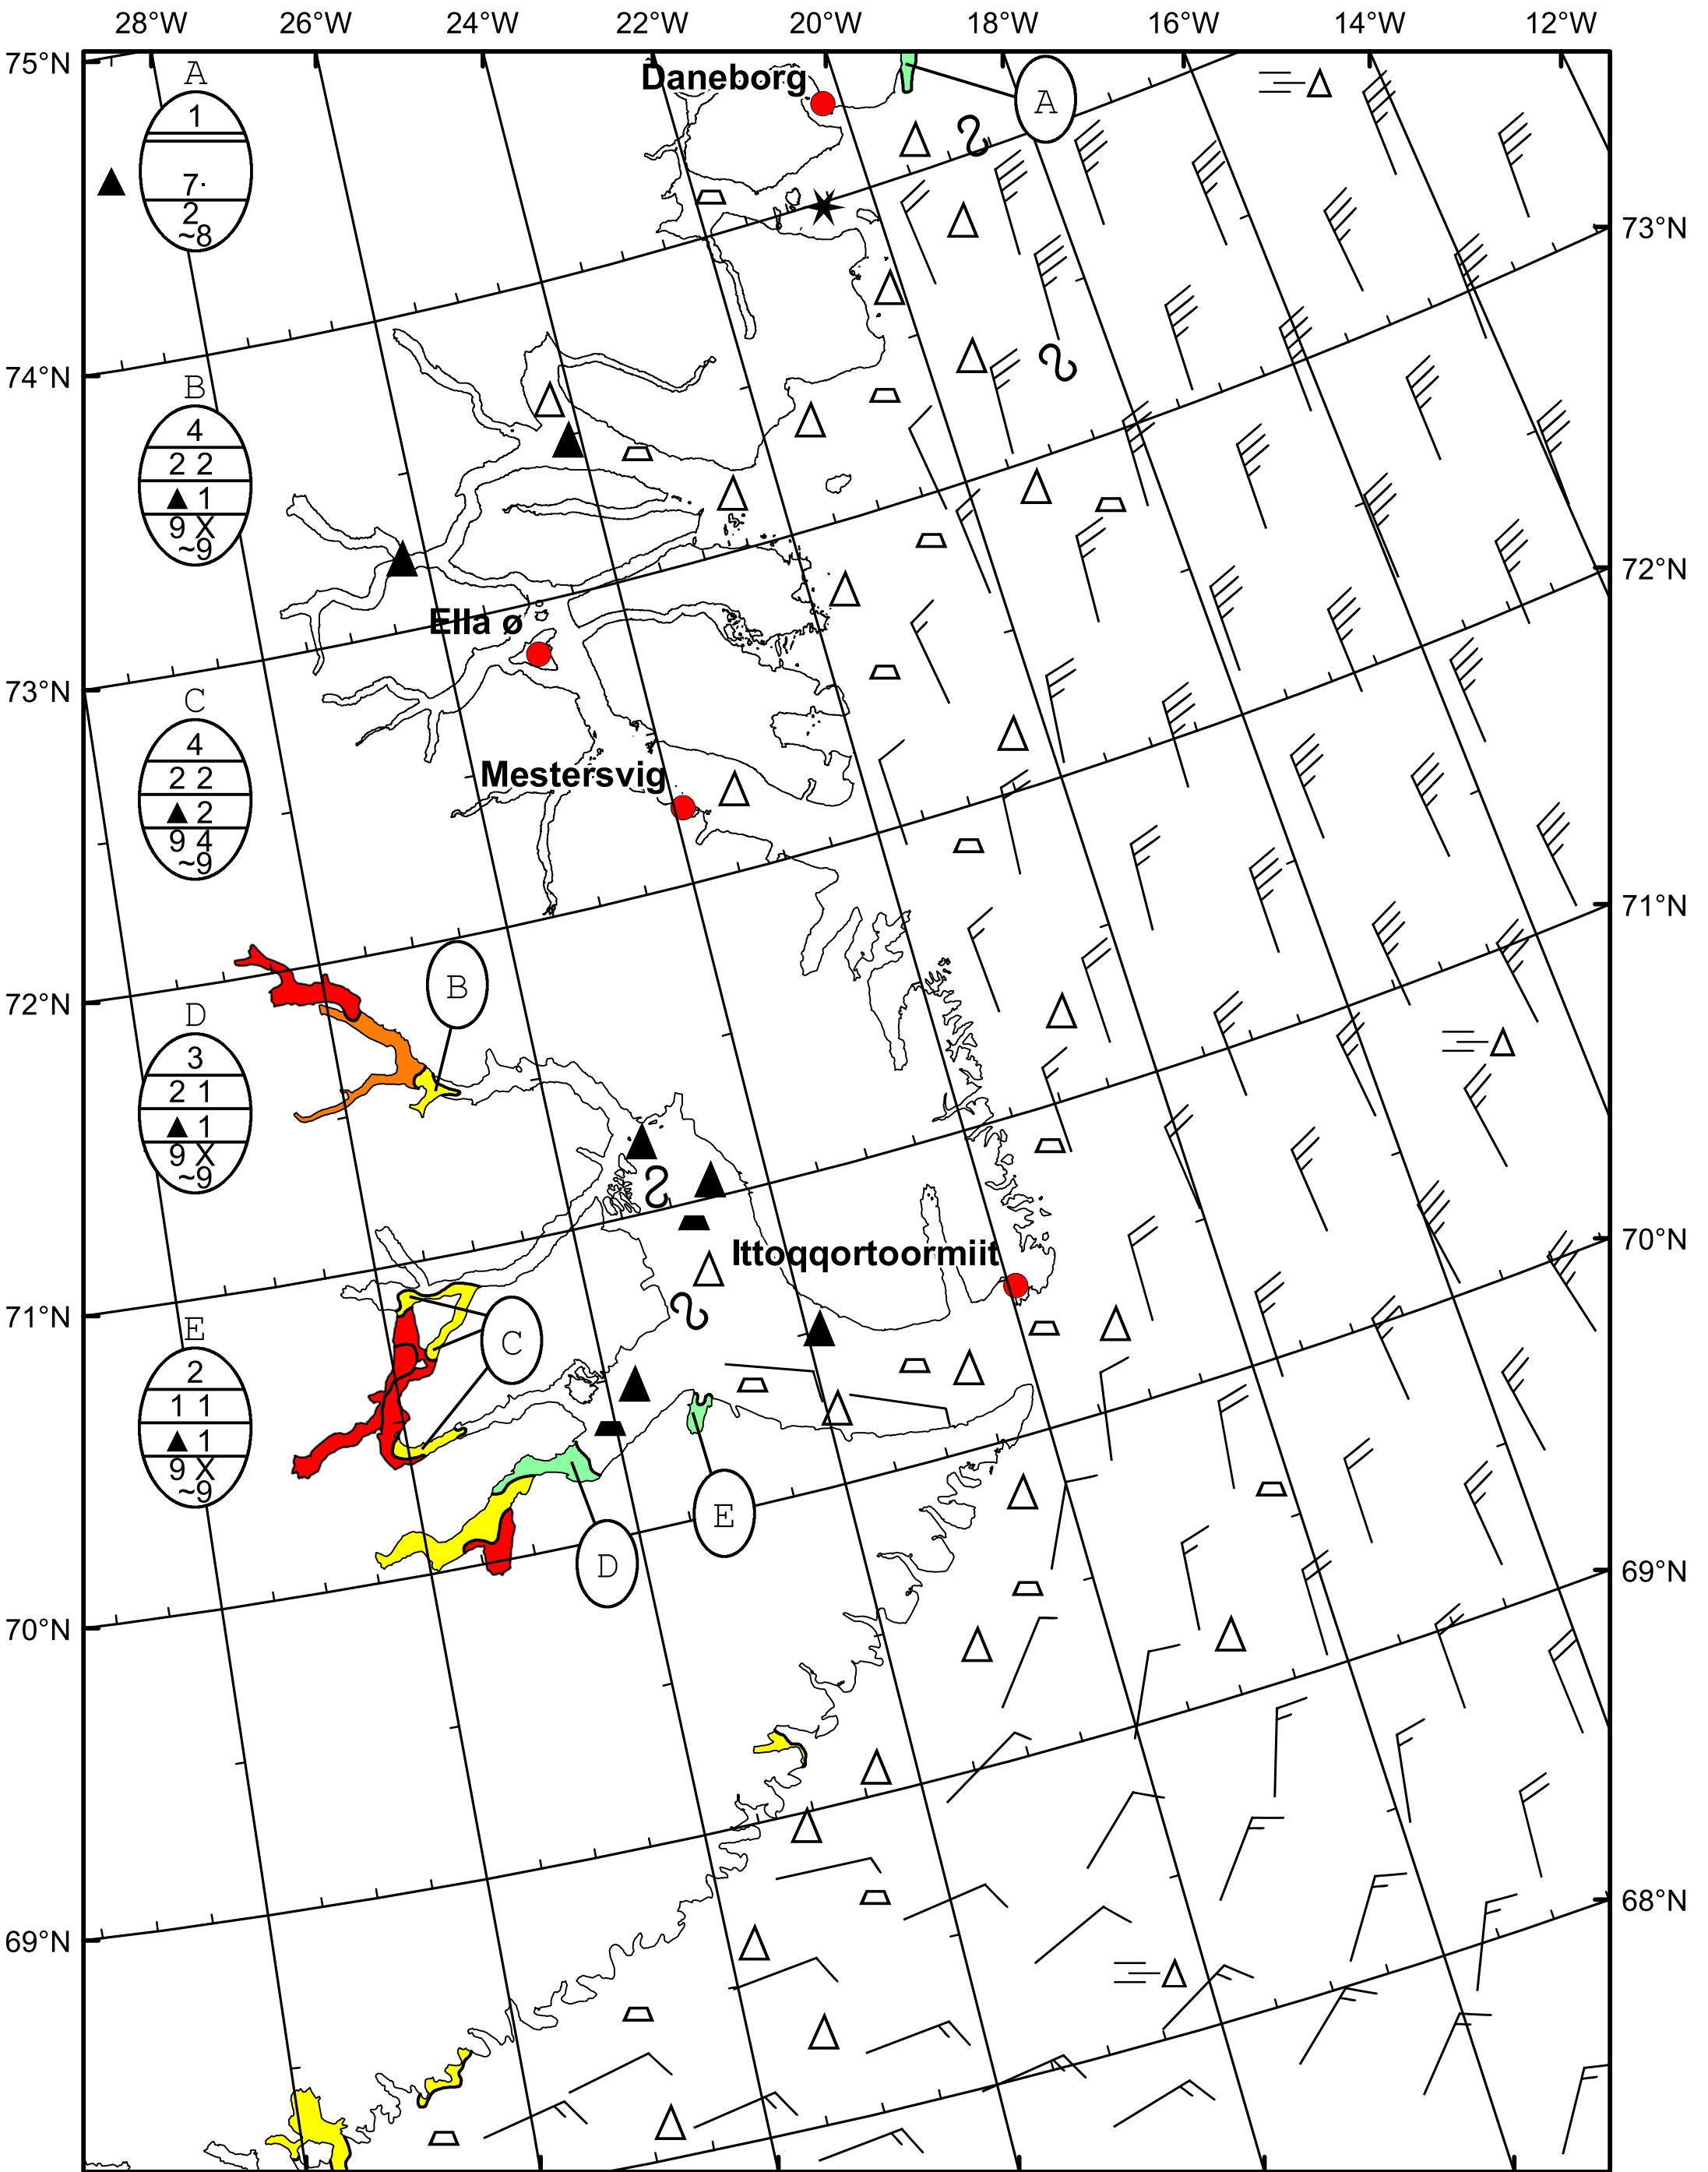 28°W 26°W 24°W 22°W 20°W 18°W 16°W 14°W 12°W
75°N
A
1
7·
2
~8
Daneborg
A
73°N
74°N
B
4
2 2
▲ 1
9 X
~9
72°N
Ella ø
73°N
C
4
2 2
▲ 2
9 4
~9
Mestersvig
71°N
B
72°N
D
3
2 1
▲ 1
9 X
~9
70°N
Ittoqqortoormiit
71°N
C
E
2
1 1
▲ 1
9 X
~9
E
D
69°N
70°N
68°N
69°N